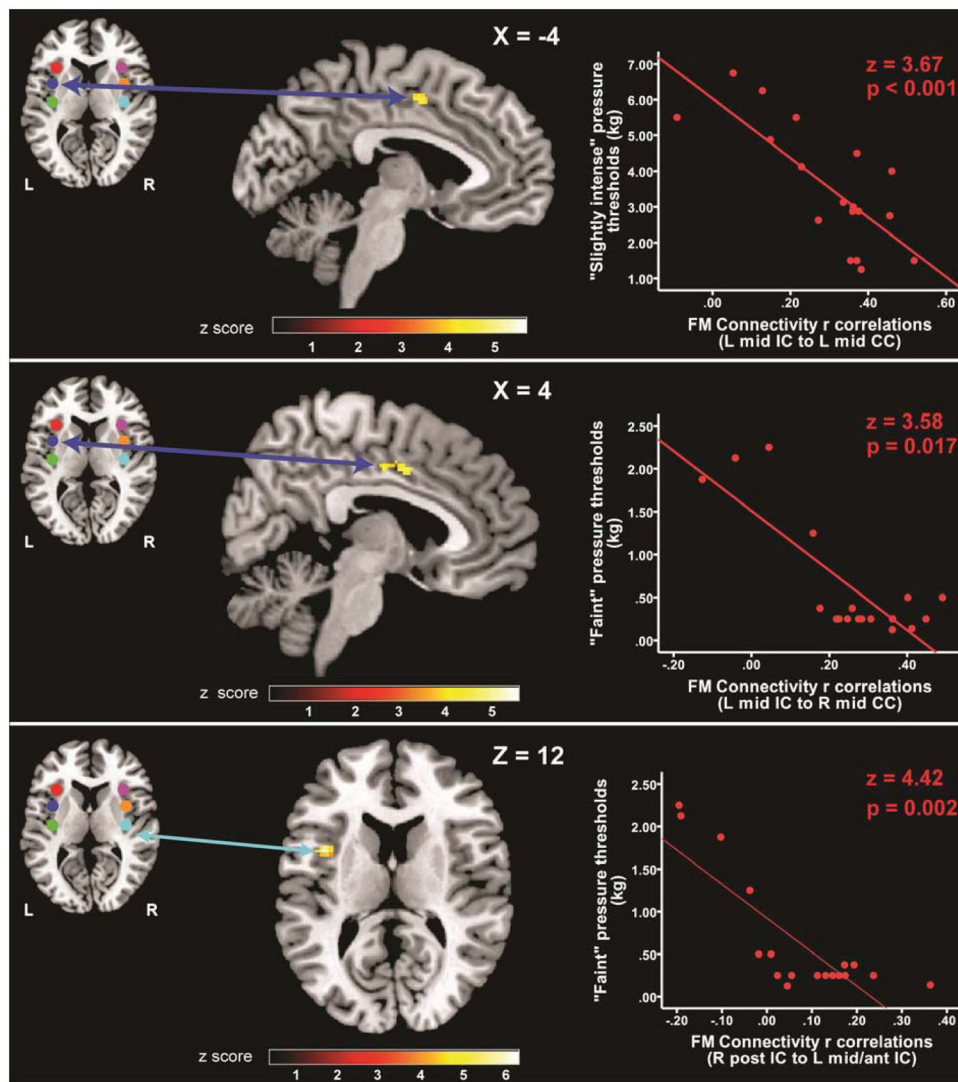 X = -4
L R
z score
1 2 3 4 5
z = 3.67
p < 0.001
"Slightly intense" pressure
thresholds (kg)
7.00
6.00
5.00
4.00
3.00
2.00
1.00
.00 .20 .40 .60
FM Connectivity r correlations
(L mid IC to L mid CC)
X = 4
L R
z score
1 2 3 4 5
z = 3.58
p = 0.017
"Faint" pressure thresholds
(kg)
2.50
2.00
1.50
1.00
.50
.00
-.20 .00 .20 .40
FM Connectivity r correlations
(L mid IC to R mid CC)
Z = 12
L R
z score
1 2 3 4 5 6
z = 4.42
p = 0.002
"Faint" pressure thresholds
(kg)
2.50
2.00
1.50
1.00
.50
.00
-.20 -.10 .00 .10 .20 .30 .40
FM Connectivity r correlations
(R post IC to L mid/ant IC)